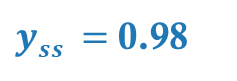 y_ss = 0.98